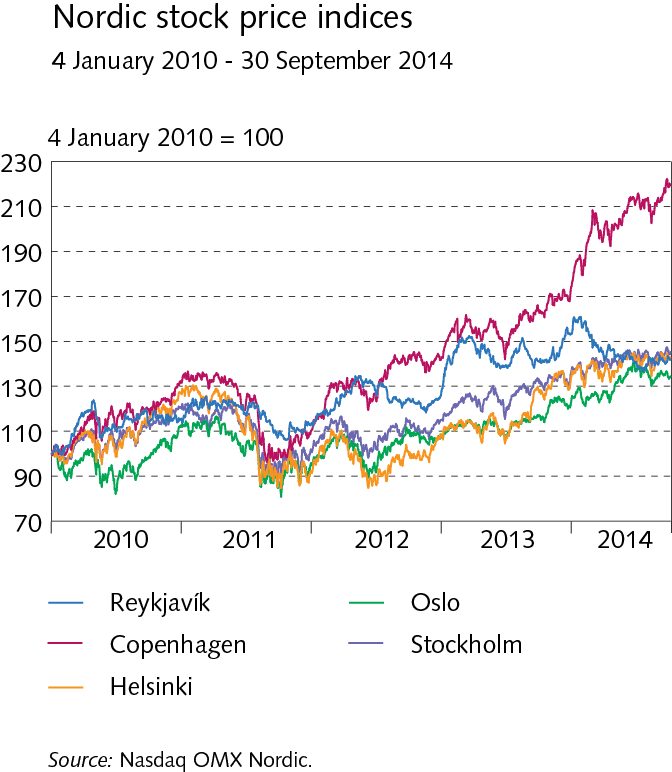 Nordic stock price indices
4 January 2010 - 30 September 2014
4 January 2010 = 100
230
210
190
170
150
130
110
90
70
2010 2011 2012 2013 2014
Reykjavík Oslo
Copenhagen Stockholm
Helsinki
Source: Nasdaq OMX Nordic.